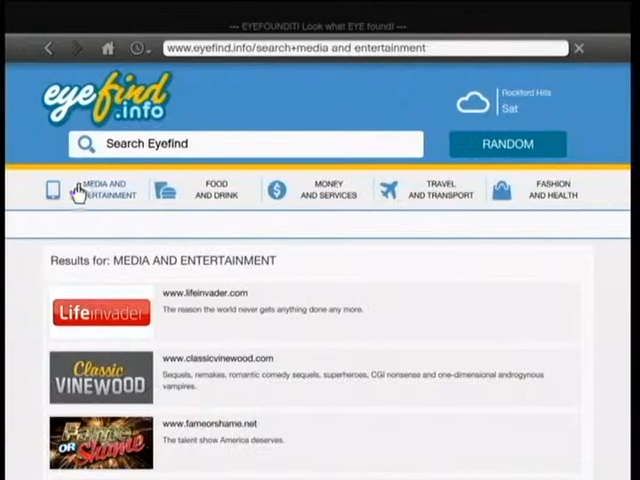 --- EYEFOUNDIT! Look what EYE found! ---
www.eyefind.info/search+media and entertainment
eyefind
.info
Rockford Hills
Sat
Search Eyefind
RANDOM
MEDIA AND
ERTAINMENT
FOOD
AND DRINK
MONEY
AND SERVICES
TRAVEL
AND TRANSPORT
FASHION
AND HEALTH
Results for: MEDIA AND ENTERTAINMENT
Lifeinvader
www.lifeinvader.com
The reason the world never gets anything done any more.
Classic
VINEWOOD
www.classicvinewood.com
Sequels, remakes, romantic comedy sequels, superheroes, CGI nonsense and one-dimensional androgynous
vampires.
Fame
OR Shame
www.fameorshame.net
The talent show America deserves.